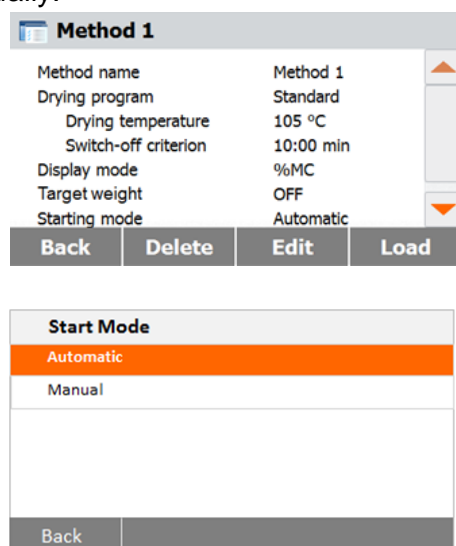 Method 1
Method name Method 1
Drying program Standard
Drying temperature 105 °C
Switch-off criterion 10:00 min
Display mode %MC
Target weight OFF
Starting mode Automatic
Back Delete Edit Load
Start Mode
Automatic
Manual
Back